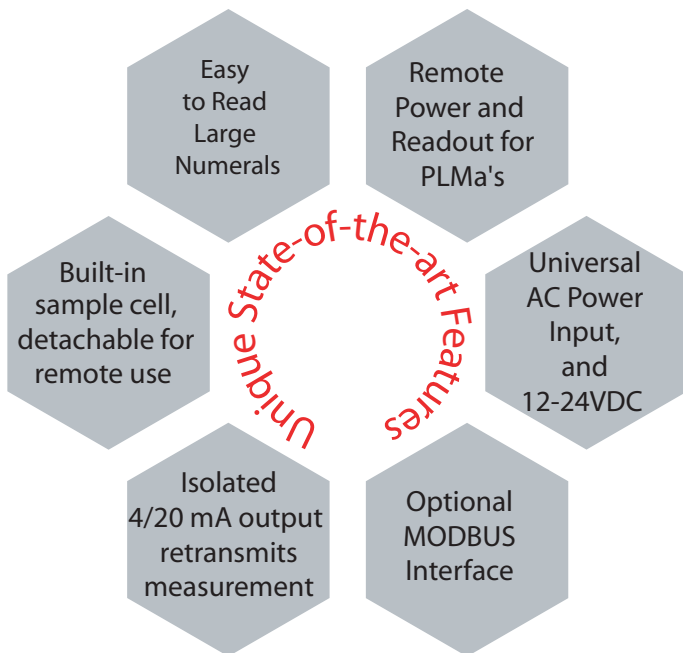 Easy
to Read
Large
Numerals
Remote
Power and
Readout for
PLMa's
Built-in
sample cell,
detachable for
remote use
Unique State-of-the-art Features
Universal
AC Power
Input,
and
12-24VDC
Isolated
4/20 mA output
retransmits
measurement
Optional
MODBUS
Interface